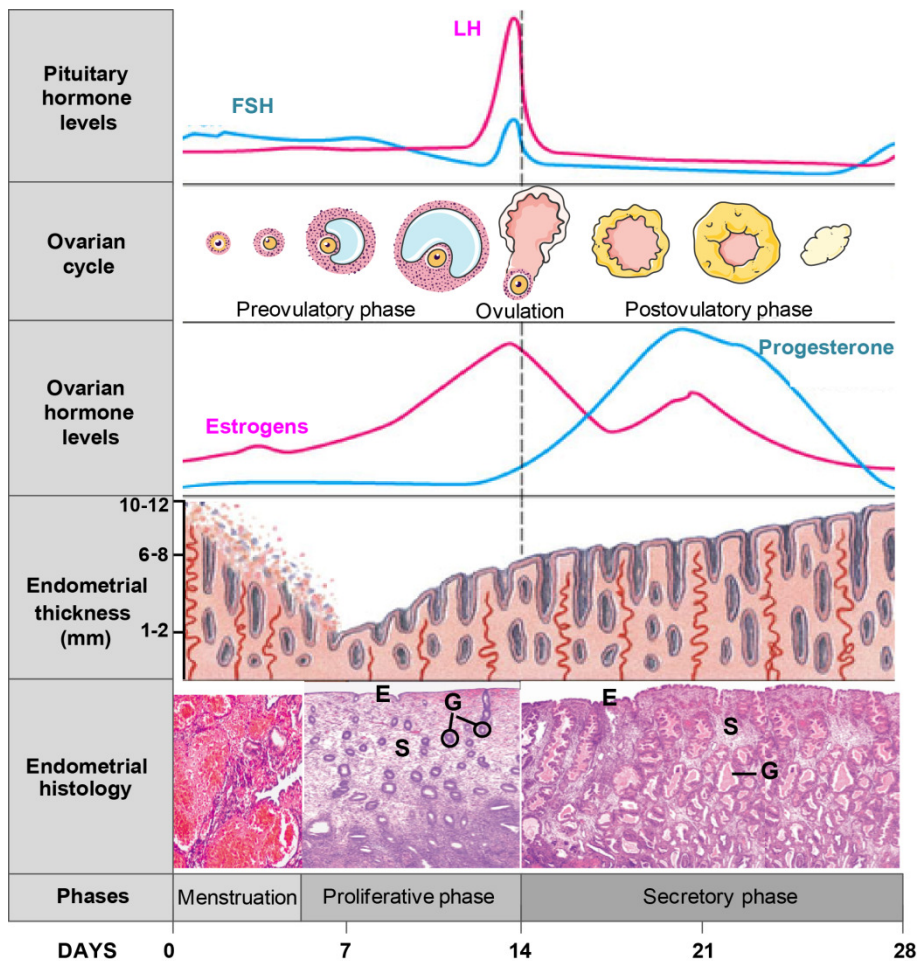 Pituitary
hormone
levels
LH
FSH
Ovarian
cycle
Preovulatory phase
Ovulation
Postovulatory phase
Ovarian
hormone
levels
Estrogens
Progesterone
Endometrial
thickness
(mm)
10-12
6-8
1-2
Endometrial
histology
E
G
S
E
S
G
Phases
Menstruation
Proliferative phase
Secretory phase
DAYS
0
7
14
21
28